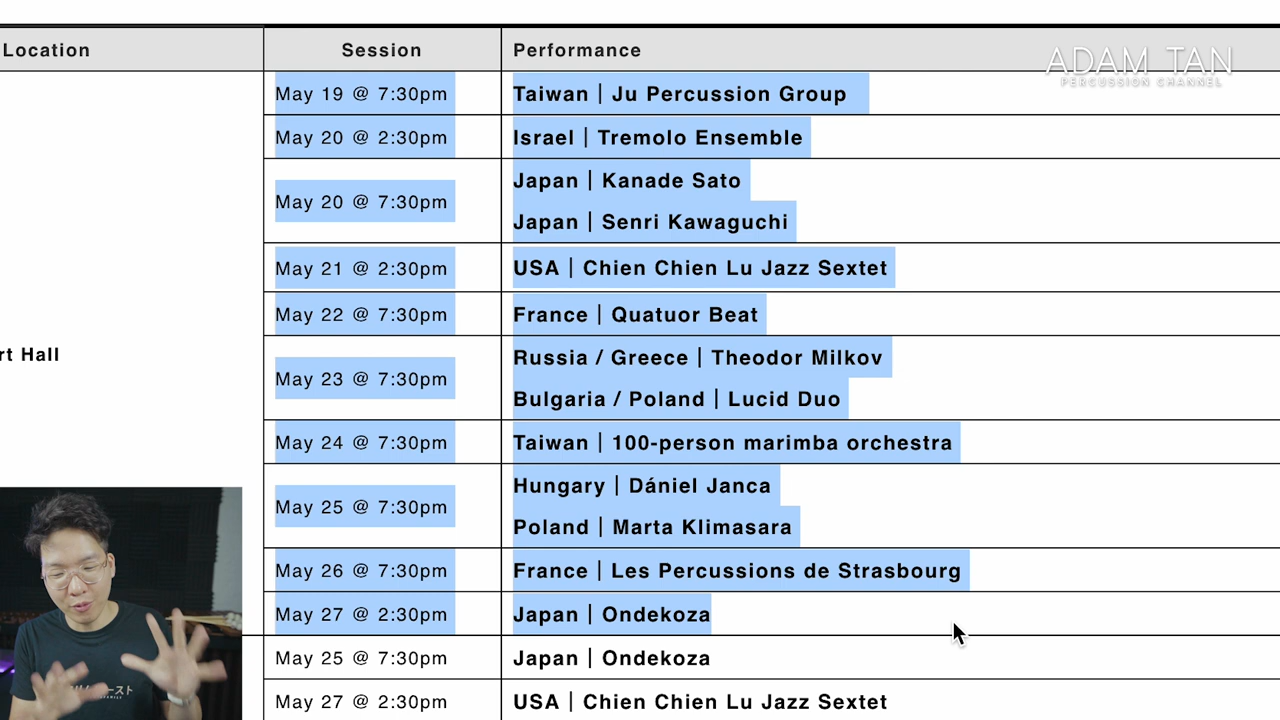 Location Session Performance
ADAM TAN
PERCUSSION CHANNEL
May 19 @ 7:30pm Taiwan | Ju Percussion Group
May 20 @ 2:30pm Israel | Tremolo Ensemble
May 20 @ 7:30pm Japan | Kanade Sato
Japan | Senri Kawaguchi
May 21 @ 2:30pm USA | Chien Chien Lu Jazz Sextet
May 22 @ 7:30pm France | Quatuor Beat
rt Hall
May 23 @ 7:30pm Russia / Greece | Theodor Milkov
Bulgaria / Poland | Lucid Duo
May 24 @ 7:30pm Taiwan | 100-person marimba orchestra
May 25 @ 7:30pm Hungary | Dániel Janca
Poland | Marta Klimasara
May 26 @ 7:30pm France | Les Percussions de Strasbourg
May 27 @ 2:30pm Japan | Ondekoza
May 25 @ 7:30pm Japan | Ondekoza
May 27 @ 2:30pm USA | Chien Chien Lu Jazz Sextet